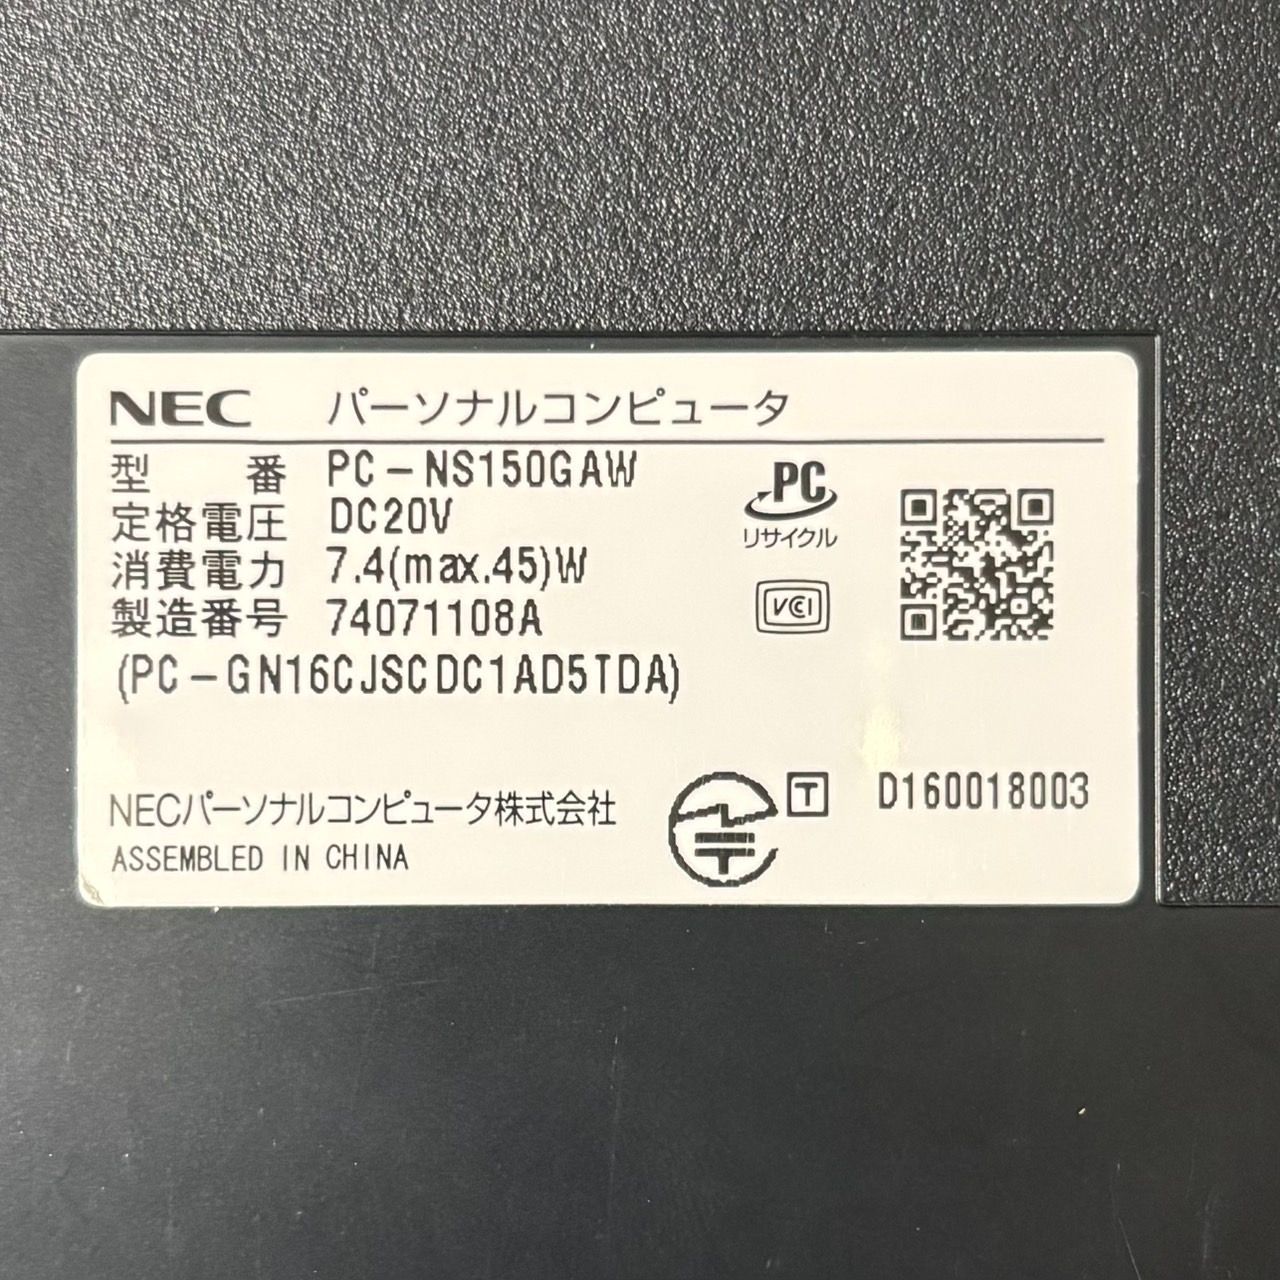 NEC パーソナルコンピュータ
型 番 PC-NS150GAW
定格電圧 DC20V
消費電力 7.4(max.45)W
製造番号 74071108A
(PC-GN16CJSCDC1AD5TDA)
PC
リサイクル
VCI
NECパーソナルコンピュータ株式会社
ASSEMBLED IN CHINA
T D160018003